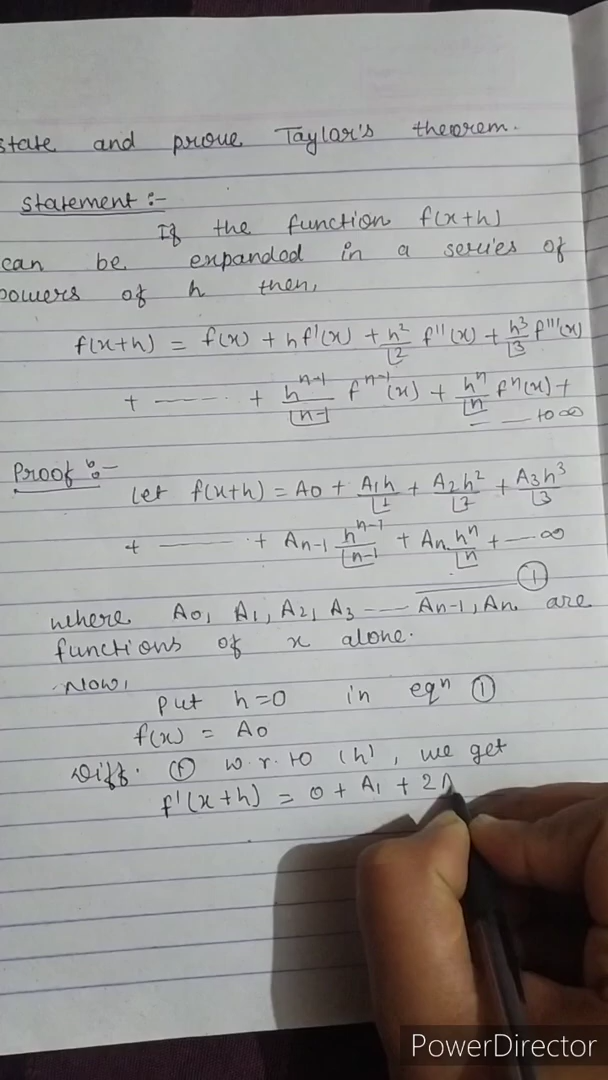 state and prove Taylor's theorem.
Statement :-
If the function f(x+h)
can be expanded in a series of
powers of h then,
f(x+h) = f(x) + hf'(x) + h²/⌊2 f''(x) + h³/⌊3 f'''(x)
+ ------- + hⁿ⁻¹/⌊n-1 fⁿ⁻¹(x) + hⁿ/⌊n fⁿ(x) +
-- to ∞
Proof :-
Let f(x+h) = A0 + A1h/⌊1 + A2h²/⌊2 + A3h³/⌊3
+ ------- + An-1 hⁿ⁻¹/⌊n-1 + An hⁿ/⌊n + --- ∞
①
where A0, A1, A2, A3 ---- An-1, An are
functions of x alone.
Now,
put h=0 in eqⁿ ①
f(x) = A0
Diff. ① w.r.to 'h', we get
f'(x+h) = 0 + A1 + 2A
PowerDirector